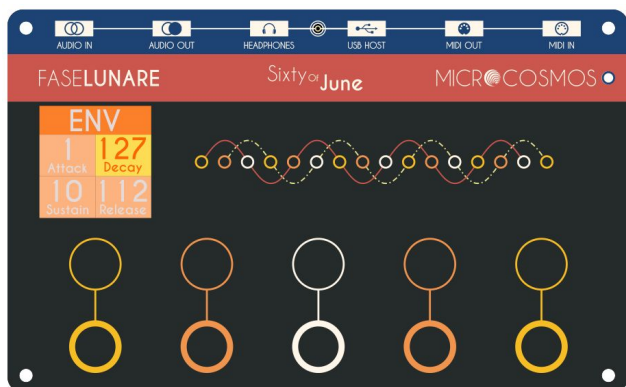 AUDIO IN AUDIO OUT HEADPHONES USB HOST MIDI OUT MIDI IN
FASELUNARE Sixty OF June MICROCOSMOS
ENV
1 127
Attack Decay
10 112
Sustain Release